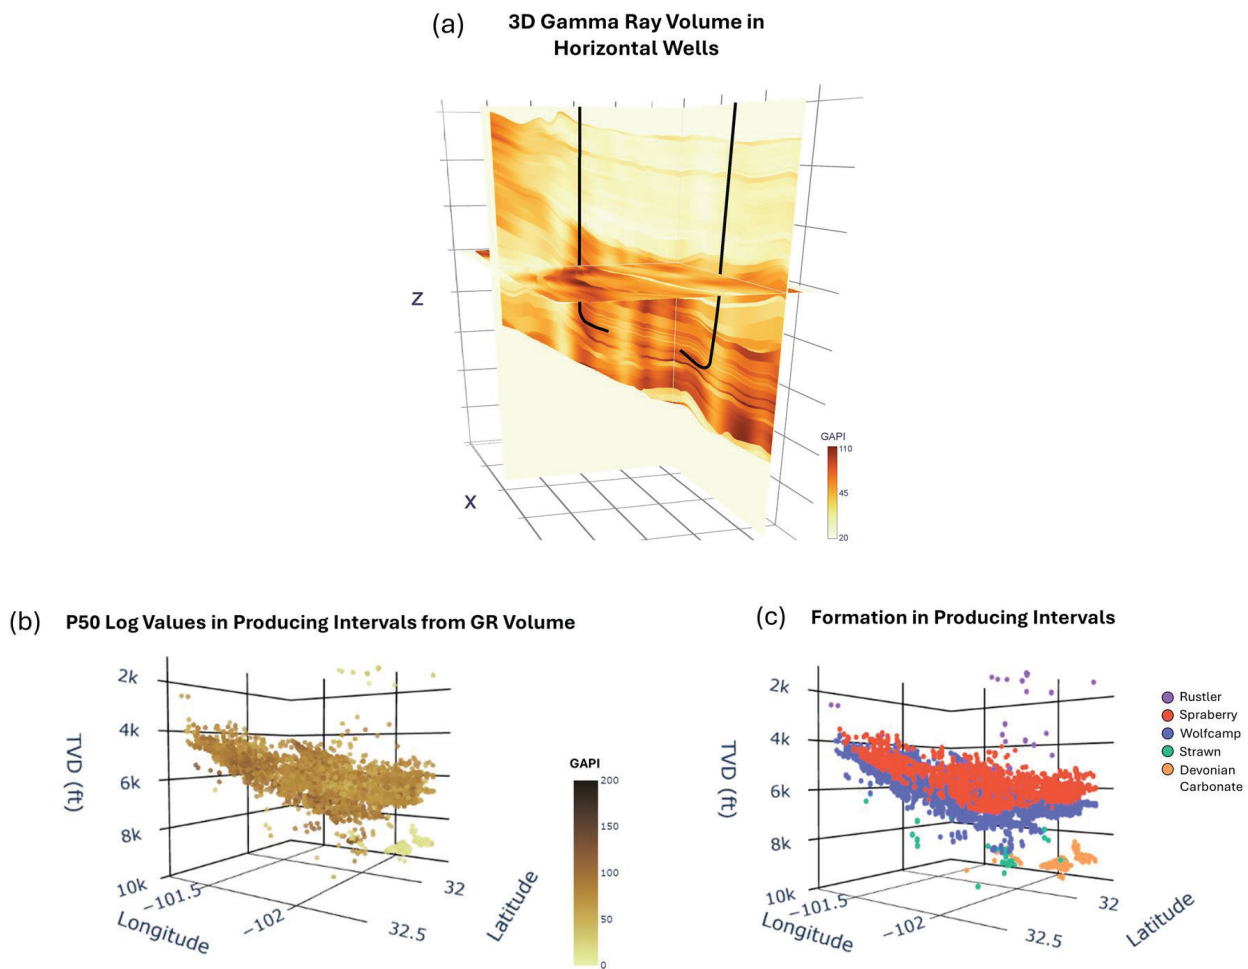 (a)
3D Gamma Ray Volume in
Horizontal Wells
Z
X
GAPI
110
45
20
(b)
P50 Log Values in Producing Intervals from GR Volume
2k
4k
6k
8k
10k
TVD (ft)
−101.5
−102
Longitude
32
32.5
Latitude
GAPI
200
150
100
50
0
(c)
Formation in Producing Intervals
2k
4k
6k
8k
10k
TVD (ft)
−101.5
−102
Longitude
32
32.5
Latitude
Rustler
Spraberry
Wolfcamp
Strawn
Devonian
Carbonate